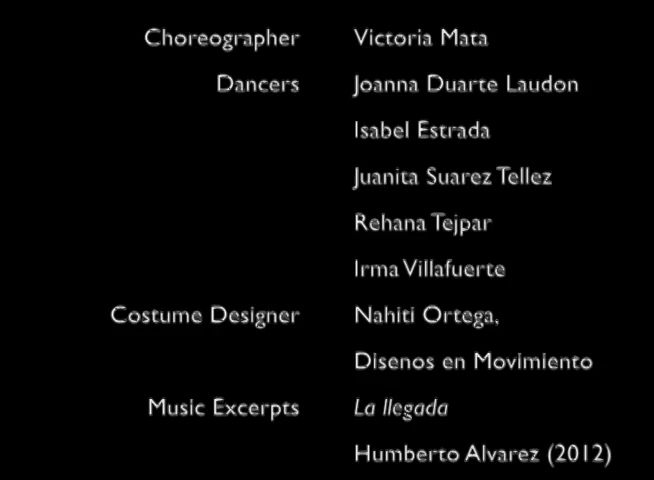 Choreographer Victoria Mata
Dancers Joanna Duarte Laudon
Isabel Estrada
Juanita Suarez Tellez
Rehana Tejpar
Irma Villafuerte
Costume Designer Nahiti Ortega,
Disenos en Movimiento
Music Excerpts La llegada
Humberto Alvarez (2012)